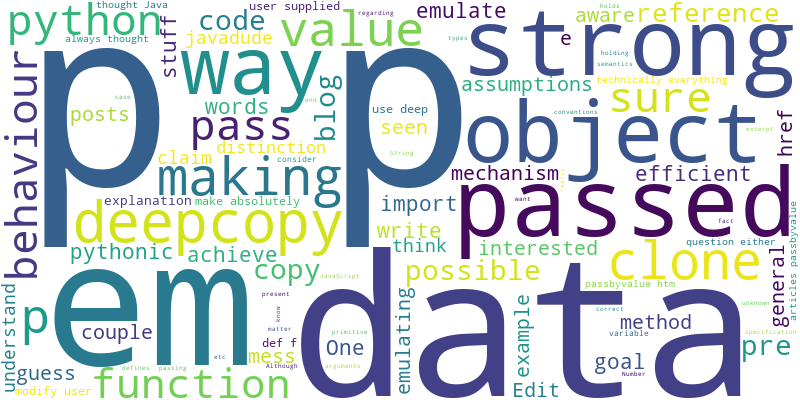 thought Java
user supplied
regarding
holds
python
always thought
stuff
code
javadude
value
emulate
types
strong
e
aware
reference
holding
semantics
p p
way
assumptions
technically everything
sure
case
posts
words
pass
blog
end
use deep
seen
object
conventions
excerpt
href
behaviour
claim
distinction
String
consider
making
mechanism
efficient
really
explanation
make absolutely
import
want
passed
deepcopy
write
fact
articles passbyvalue
pythonic
achieve
think
interested
question either
clone
general
understand
em
copy
JavaScript
possible
passbyvalue htm
p
present
data
emulating
example
unknown
couple
know
matter
primitive
One
correct
variable
method
specification
pre
guess
mess
def f
etc
defines
passing
Although
arguments
goal
Number
modify user
function
Edit